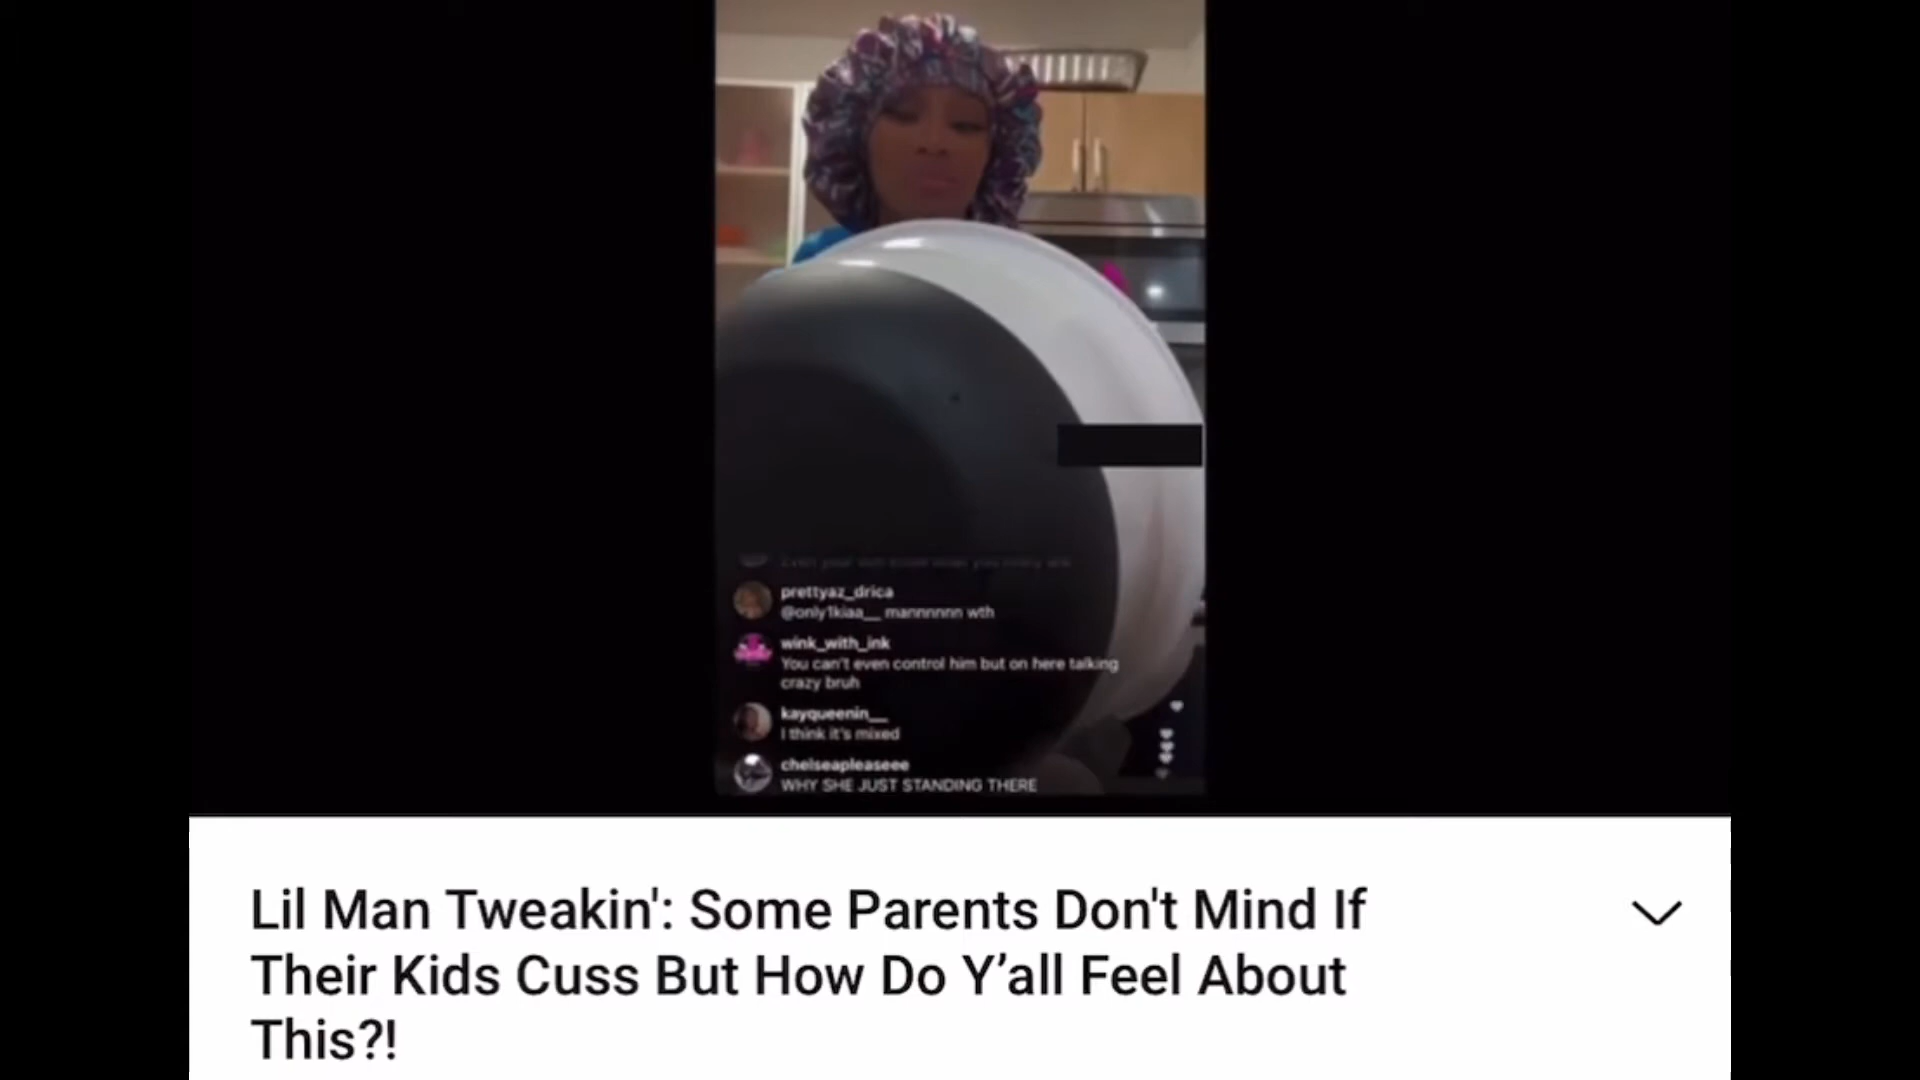 prettyaz_drica
@only1kiaa__ mannnnnn wth
wink_with_ink
You can't even control him but on here talking
crazy bruh
kayqueenin__
I think it's mixed
chelseapleaseee
WHY SHE JUST STANDING THERE
Lil Man Tweakin': Some Parents Don't Mind If
Their Kids Cuss But How Do Y’all Feel About
This?!